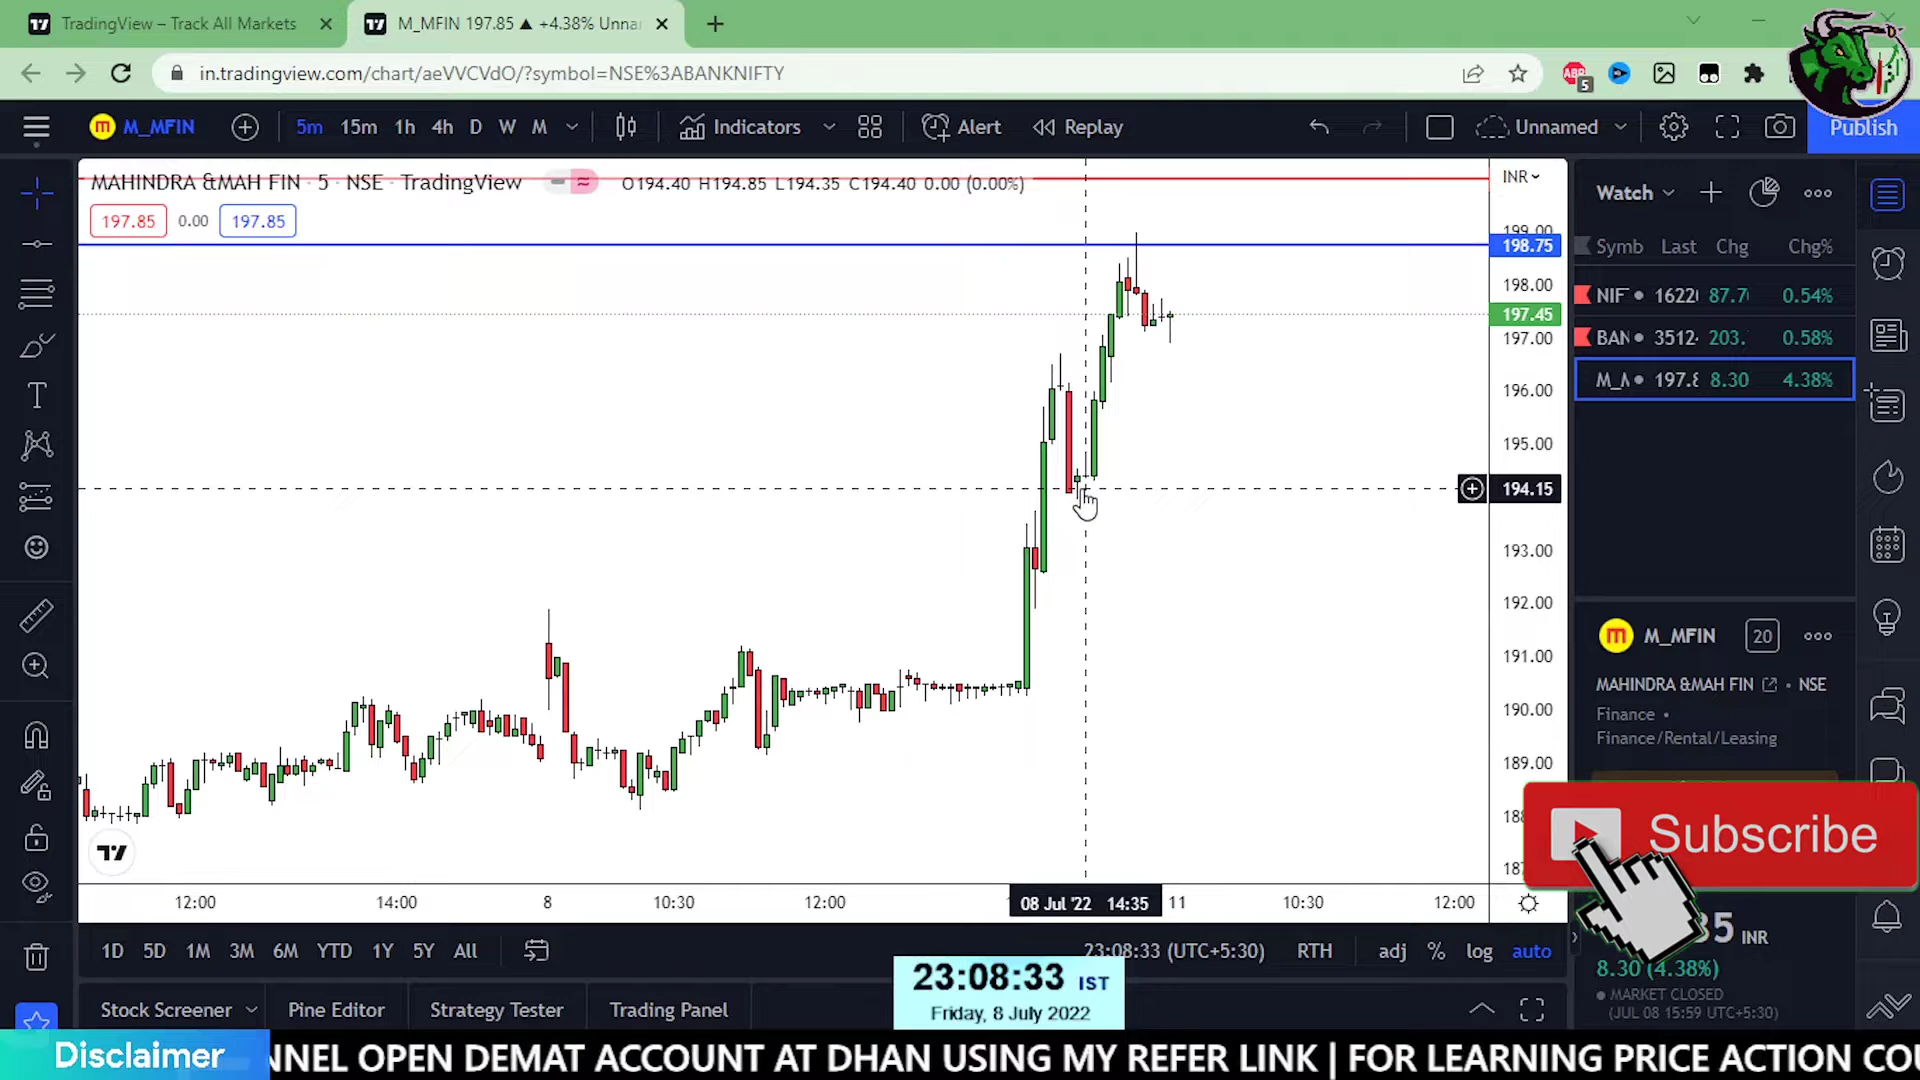 TradingView – Track All Markets
M_MFIN 197.85 ▲ +4.38% Unna
in.tradingview.com/chart/aeVVCVdO/?symbol=NSE%3ABANKNIFTY
ABP
5
M_MFIN
5m 15m 1h 4h D W M
Indicators
Alert
Replay
Unnamed
Publish
MAHINDRA &MAH FIN · 5 · NSE · TradingView
O194.40 H194.85 L194.35 C194.40 0.00 (0.00%)
INR
197.85 0.00 197.85
199.00
198.75
198.00
197.45
197.00
196.00
195.00
194.15
193.00
192.00
191.00
190.00
189.00
Watch
Symb Last Chg Chg%
NIF 1622 87.7 0.54%
BAN 3512 203. 0.58%
M_M 197.8 8.30 4.38%
M_MFIN
20
MAHINDRA &MAH FIN · NSE
Finance •
Finance/Rental/Leasing
Subscribe
INR
8.30 (4.38%)
MARKET CLOSED
(JUL 08 15:59 UTC+5:30)
12:00 14:00 8 10:30 12:00 08 Jul '22 14:35 11 10:30 12:00
1D 5D 1M 3M 6M YTD 1Y 5Y All
23:08:33 (UTC+5:30) RTH adj % log auto
23:08:33 IST
Friday, 8 July 2022
Stock Screener Pine Editor Strategy Tester Trading Panel
Disclaimer
NNEL OPEN DEMAT ACCOUNT AT DHAN USING MY REFER LINK | FOR LEARNING PRICE ACTION COU